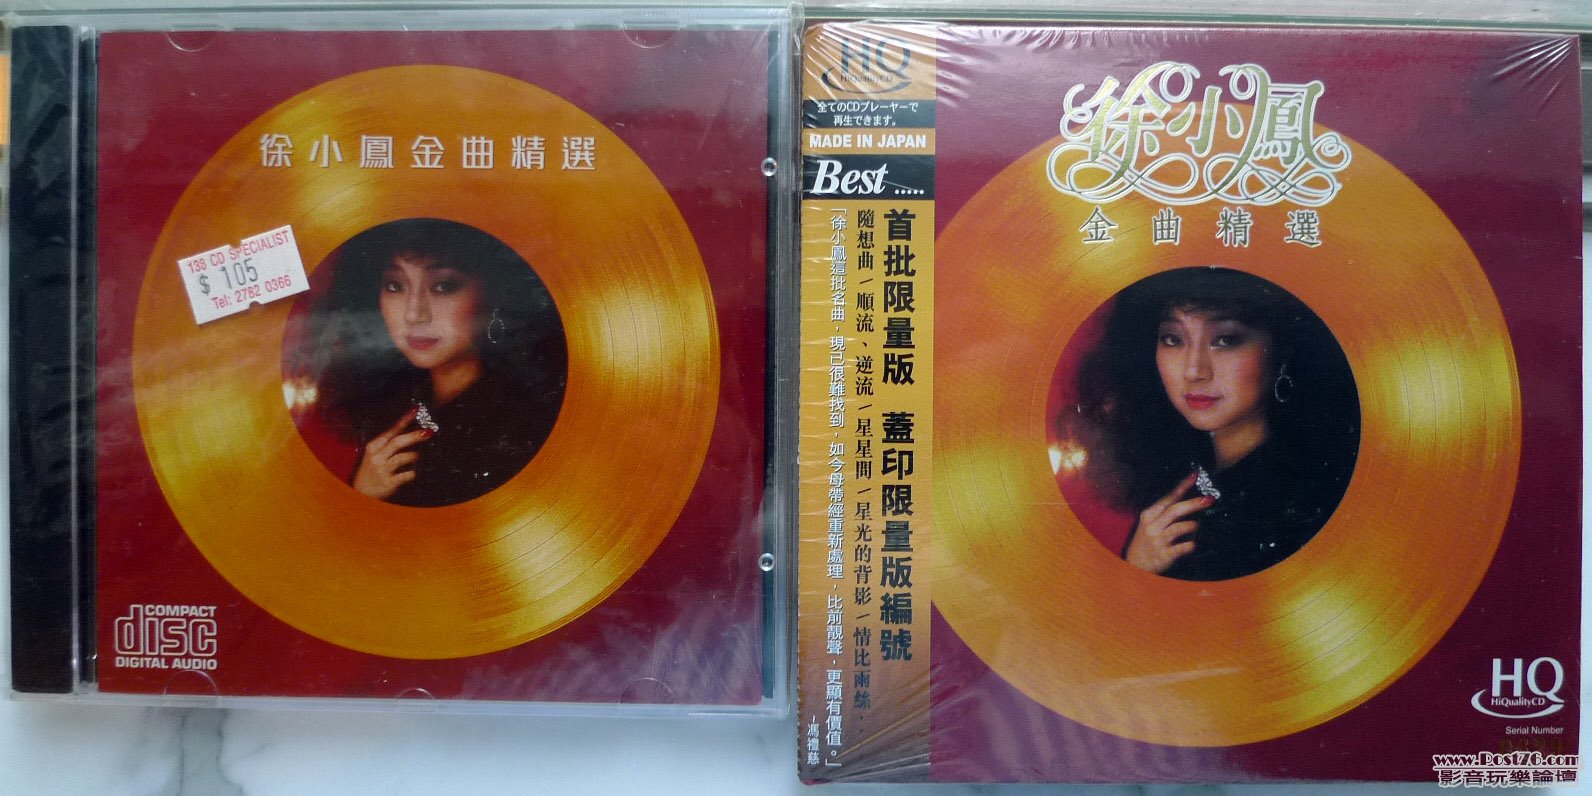 徐小鳳金曲精選
138 CD SPECIALIST
$ 105
Tel: 2782 0366
COMPACT
disc
DIGITAL AUDIO
HQ
HiQualityCD
全てのCDプレーヤーで
再生できます。
MADE IN JAPAN
Best .....
首批限量版 蓋印限量版編號
隨想曲/順流、逆流/星星問/星光的背影/情比雨絲...
「徐小鳳這批名曲，現已很難找到，如今母帶經重新處理，比前靚聲，更顯有價值。」
~馮禮慈
徐小鳳
金曲精選
HQ
HiQualityCD
Serial Number
www.Post76.com
影音玩樂論壇